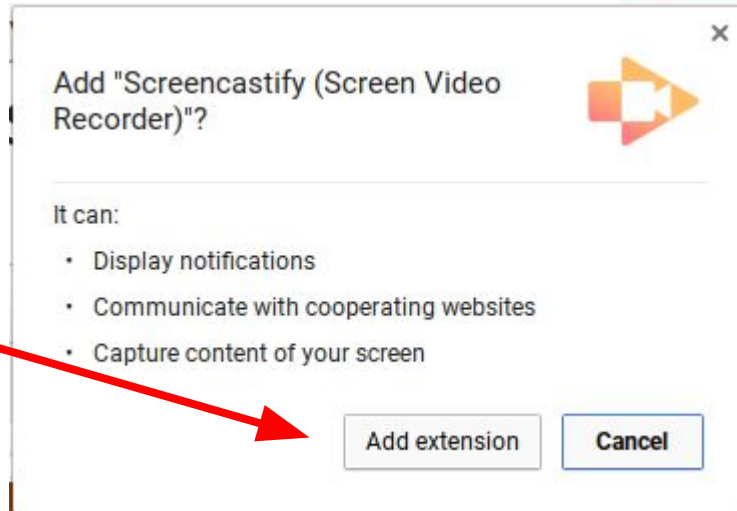 Add "Screencastify (Screen Video
Recorder)"?
It can:
• Display notifications
• Communicate with cooperating websites
• Capture content of your screen
Add extension
Cancel